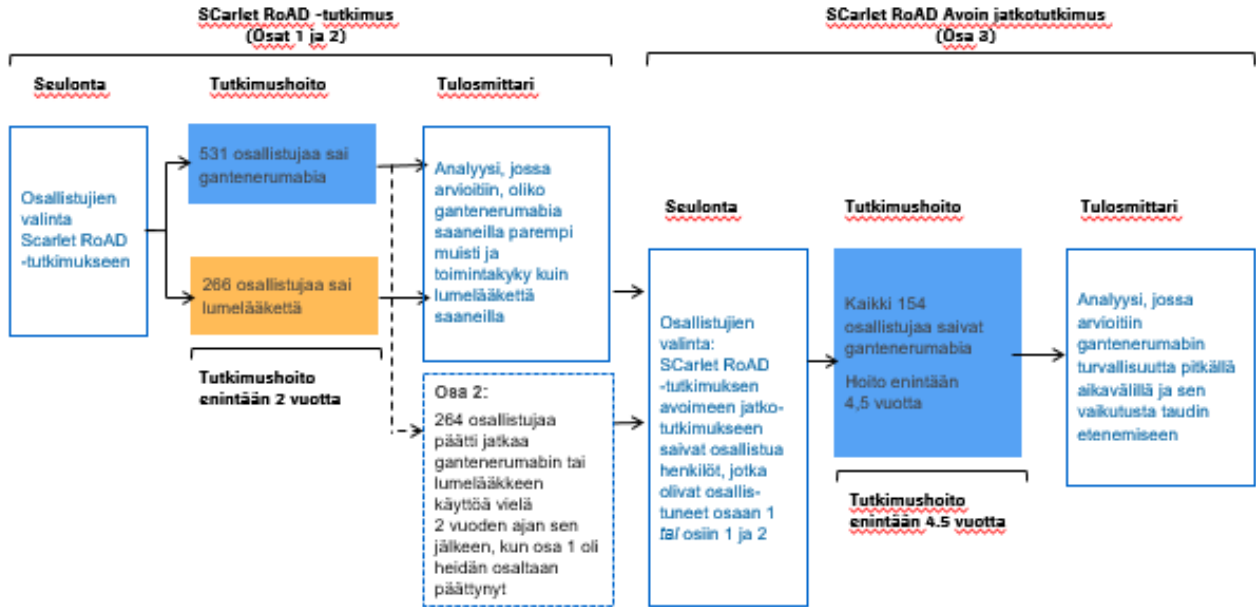 SCarlet RoAD -tutkimus
(Osat 1 ja 2)
Seulonta
Tutkimushoito
Tulosmittari
Osallistujien
valinta
Scarlet RoAD
-tutkimukseen
531 osallistujaa sai
gantenerumabia
266 osallistujaa sai
lumelääkettä
Tutkimushoito
enintään 2 vuotta
Analyysi, jossa
arvioitiin, oliko
gantenerumabia
saaneilla parempi
muisti ja
toimintakyky kuin
lumelääkettä
saaneilla
Osa 2:
264 osallistujaa
päätti jatkaa
gantenerumabin tai
lumelääkkeen
käyttöä vielä
2 vuoden ajan sen
jälkeen, kun osa 1 oli
heidän osaltaan
päättynyt
SCarlet RoAD Avoin jatkotutkimus
(Osa 3)
Seulonta
Tutkimushoito
Tulosmittari
Osallistujien
valinta:
SCarlet RoAD
-tutkimuksen
avoimeen jatko-
tutkimukseen
saivat osallistua
henkilöt, jotka
olivat osallis-
tuneet osaan 1
tai osiin 1 ja 2
Kaikki 154
osallistujaa saivat
gantenerumabia
Hoito enintään
4,5 vuotta
Tutkimushoito
enintään 4.5 vuotta
Analyysi, jossa
arvioitiin
gantenerumabin
turvallisuutta pitkällä
aikavälillä ja sen
vaikutusta taudin
etenemiseen